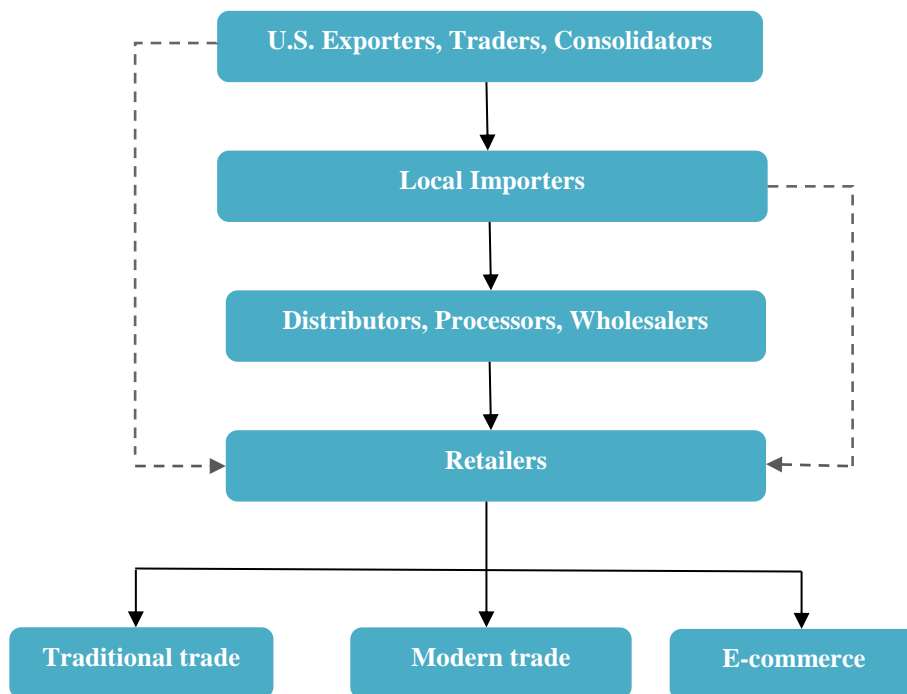 U.S. Exporters, Traders, Consolidators
Local Importers
Distributors, Processors, Wholesalers
Retailers
Traditional trade
Modern trade
E-commerce